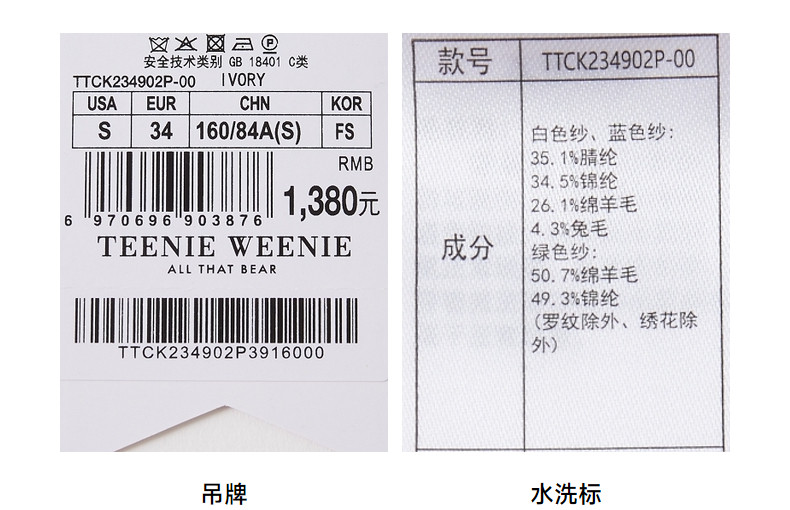 安全技术类别 GB 18401 C类
TTCK234902P-00 IVORY
USA EUR CHN KOR
S 34 160/84A(S) FS
RMB
1,380元
6 970696 903876
TEENIE WEENIE
ALL THAT BEAR
TTCK234902P3916000
款号 TTCK234902P-00
成分
白色纱、蓝色纱:
35.1%腈纶
34.5%锦纶
26.1%绵羊毛
4.3%兔毛
绿色纱:
50.7%绵羊毛
49.3%锦纶
(罗纹除外、绣花除
外)
吊牌
水洗标